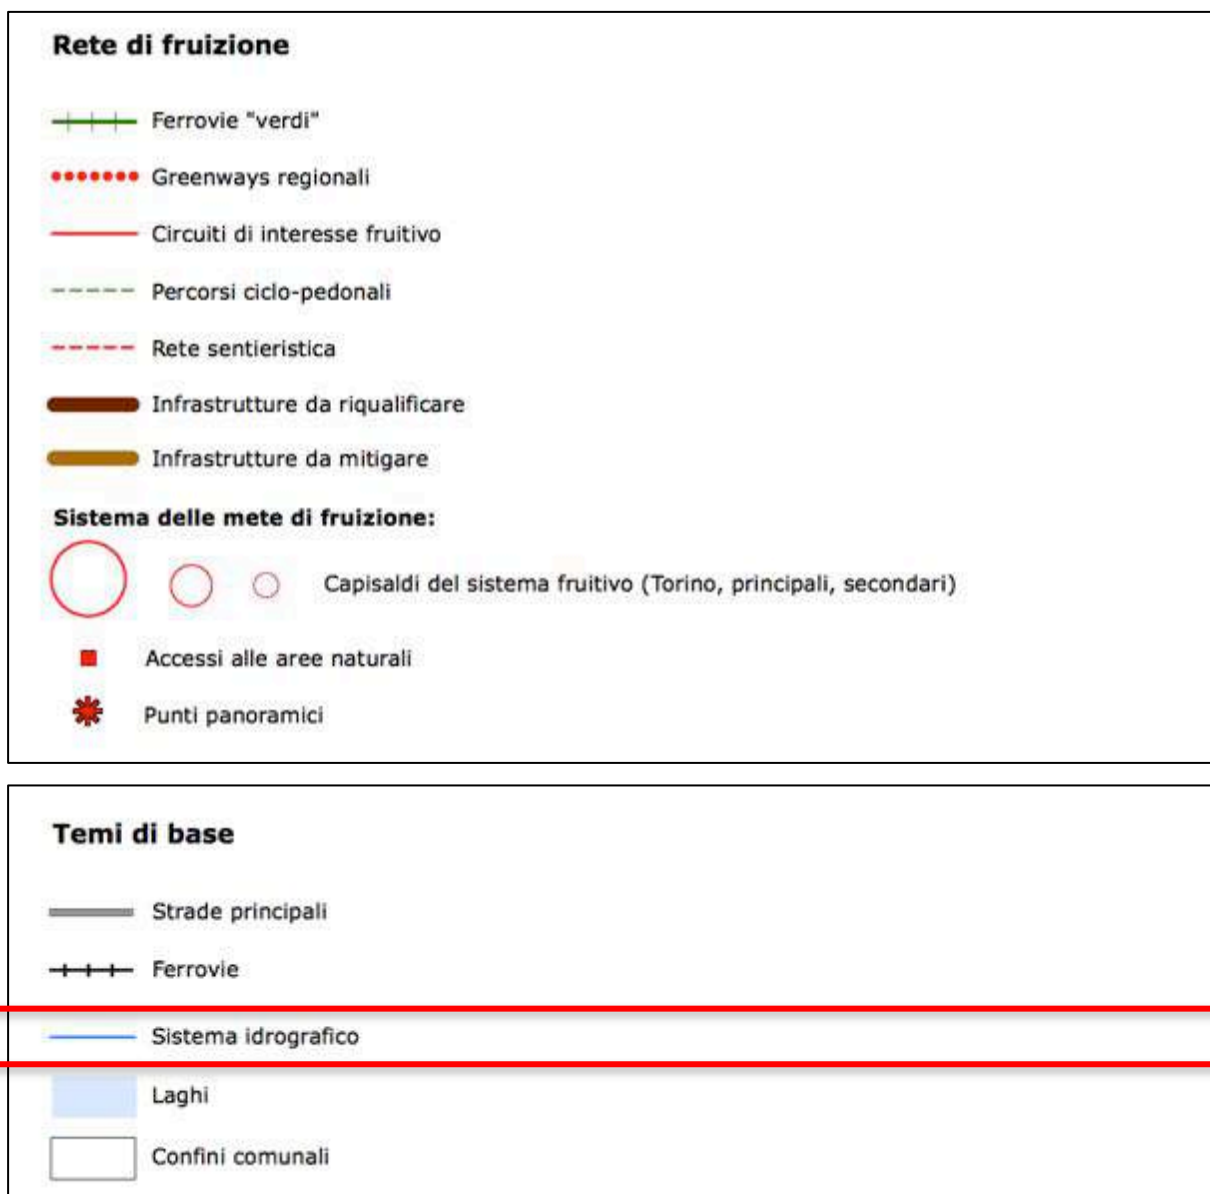 Rete di fruizione
Ferrovie "verdi"
Greenways regionali
Circuiti di interesse fruitivo
Percorsi ciclo-pedonali
Rete sentieristica
Infrastrutture da riqualificare
Infrastrutture da mitigare
Sistema delle mete di fruizione:
Capisaldi del sistema fruitivo (Torino, principali, secondari)
Accessi alle aree naturali
Punti panoramici
Temi di base
Strade principali
Ferrovie
Sistema idrografico
Laghi
Confini comunali